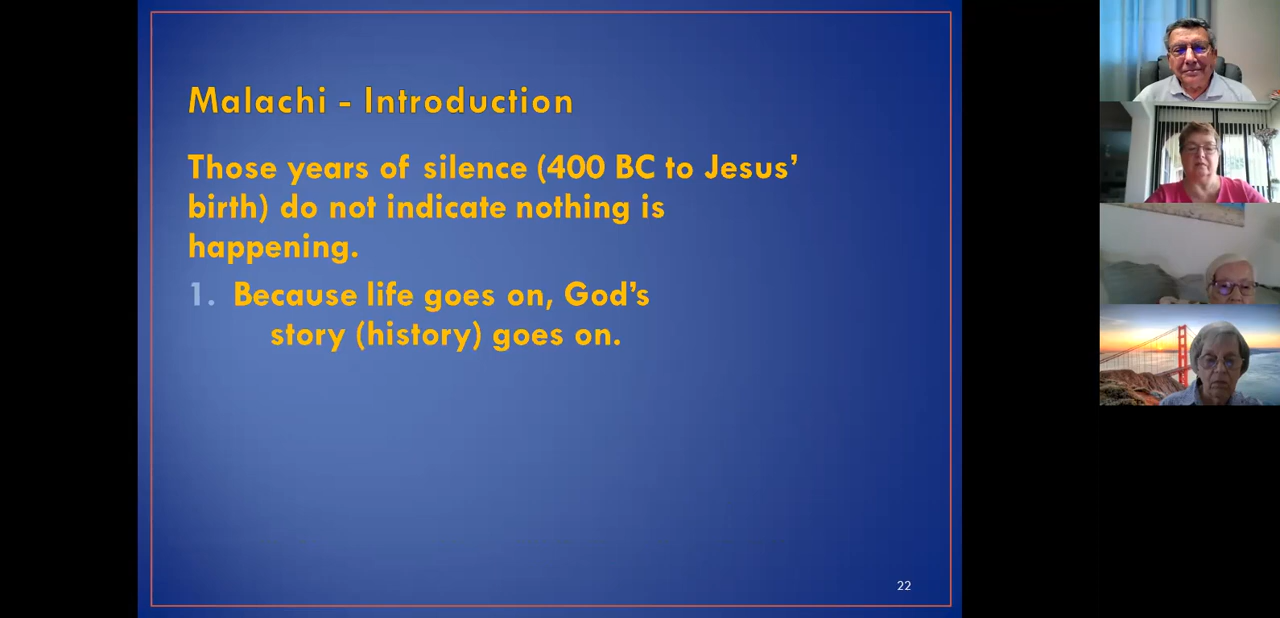 Malachi - Introduction
Those years of silence (400 BC to Jesus’
birth) do not indicate nothing is
happening.
1. Because life goes on, God’s
story (history) goes on.
22